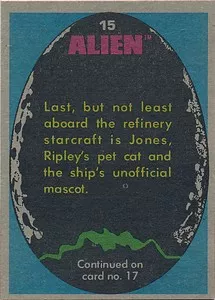 15
ALIEN™
Last, but not least
aboard the refinery
starcraft is Jones,
Ripley's pet cat and
the ship's unofficial
mascot.
Continued on
card no. 17